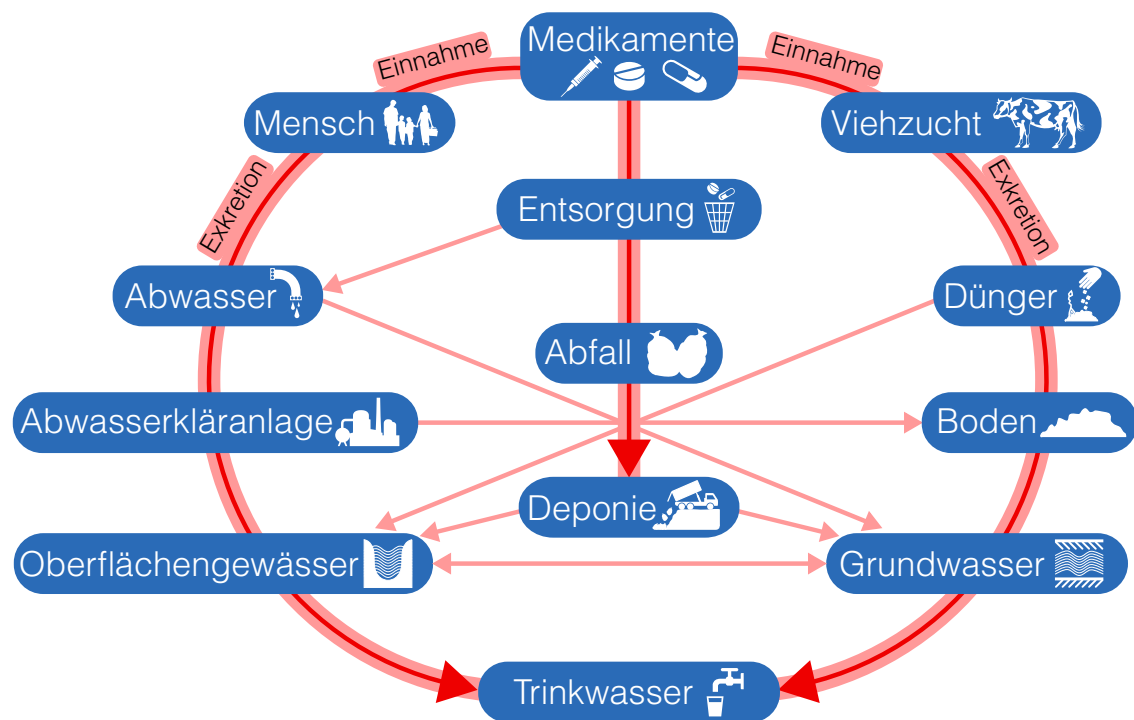 Medikamente
Einnahme
Einnahme
Mensch
Viehzucht
Exkretion
Exkretion
Entsorgung
Abwasser
Dünger
Abfall
Abwasserkläranlage
Boden
Deponie
Oberflächengewässer
Grundwasser
Trinkwasser